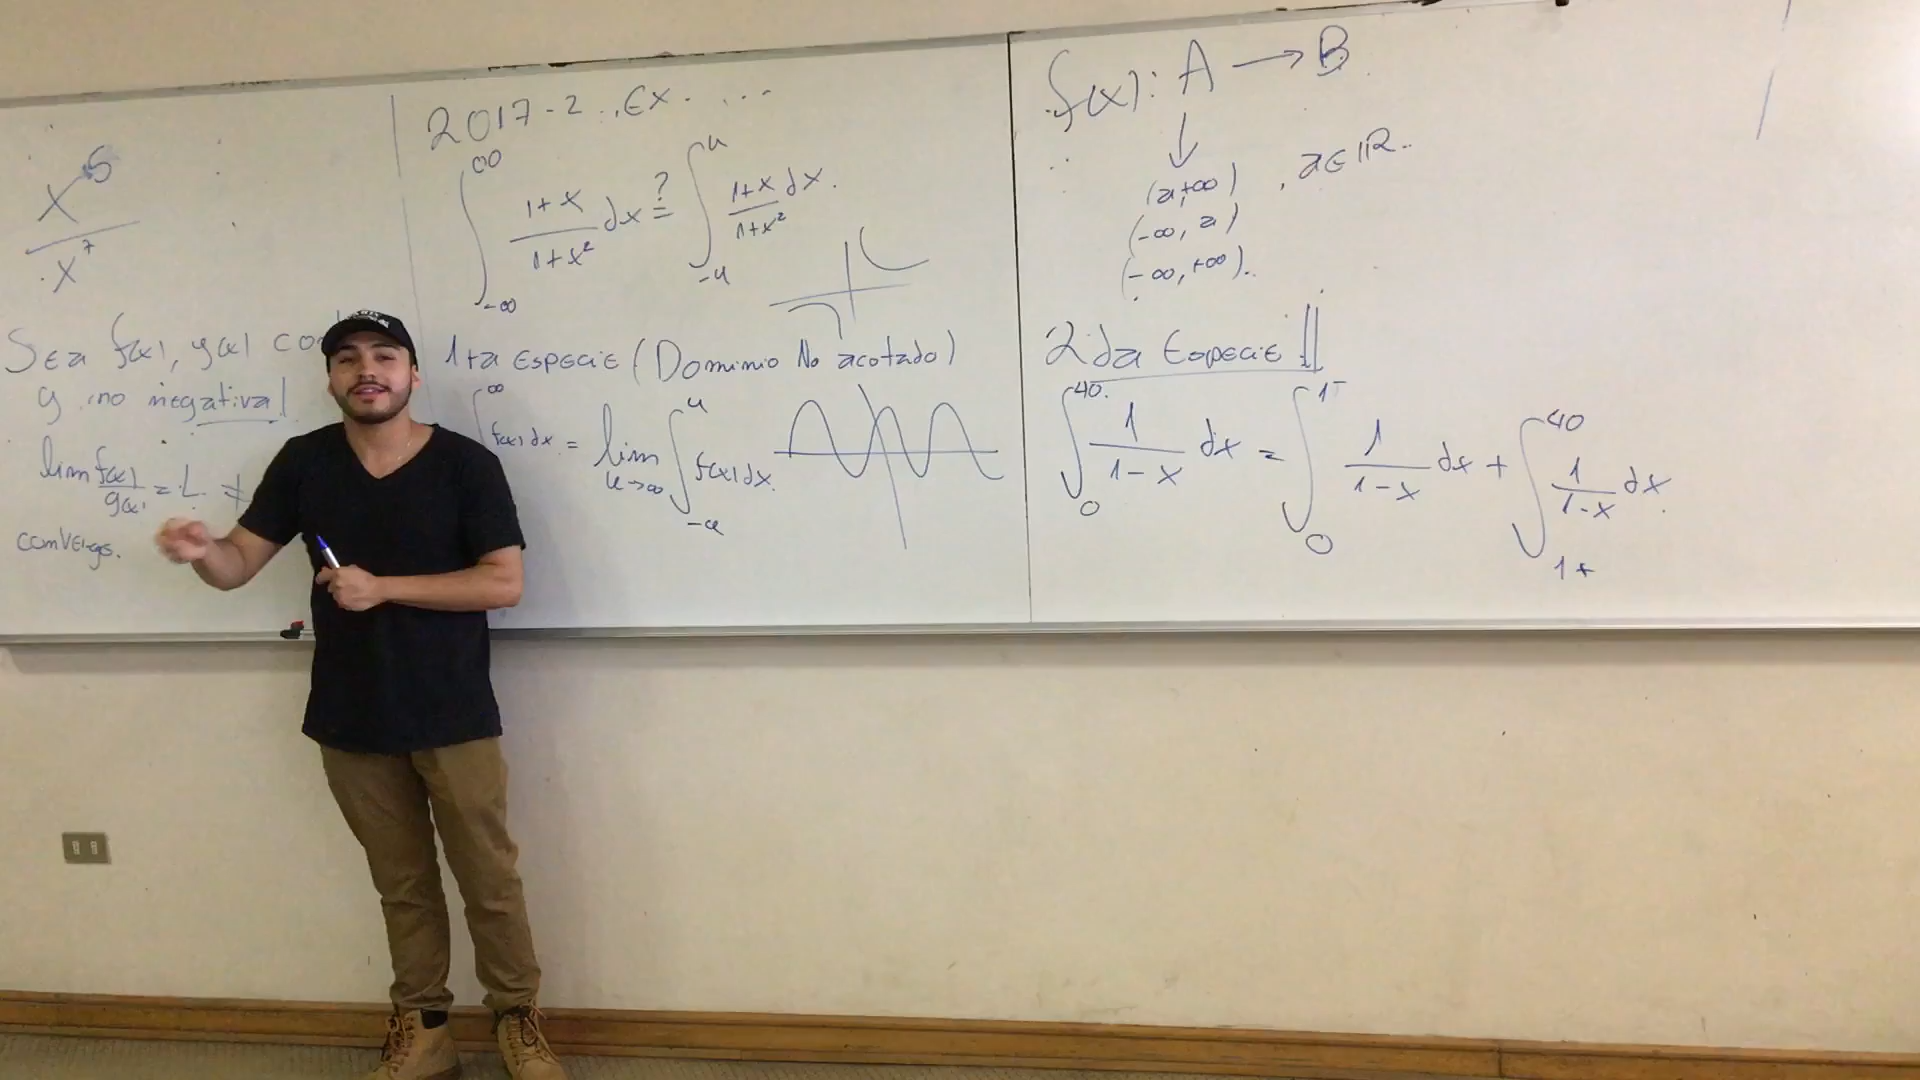 x^5
/ x^7
Sea f(x), g(x) co
g no negativa!
lim f(x)/g(x) = L ≠
converge.
2017-2 ..Ex. ...
∫_{-∞}^{∞} (1+x)/(1+x²) dx ≟ ∫_{-u}^{u} (1+x)/(1+x²) dx.
1ra Especie (Dominio No acotado)
∫^{∞} f(x) dx = lim_{u→∞} ∫_{-u}^{u} f(x) dx.
f(x): A → B
↓
(a,+∞) , a∈ℝ.
(-∞, a)
(-∞,+∞).
2da Especie!!
∫_0^{40} 1/(1-x) dx = ∫_0^{1-} 1/(1-x) dx + ∫_{1+}^{40} 1/(1-x) dx.